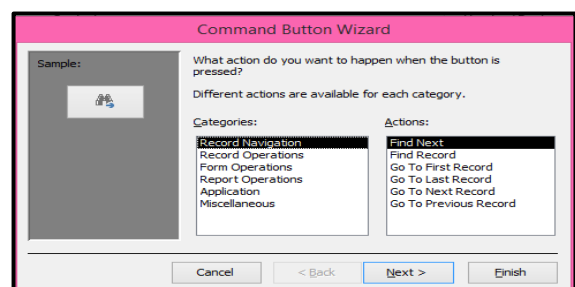 Command Button Wizard
Sample:
What action do you want to happen when the button is
pressed?
Different actions are available for each category.
Categories:
Record Navigation
Record Operations
Form Operations
Report Operations
Application
Miscellaneous
Actions:
Find Next
Find Record
Go To First Record
Go To Last Record
Go To Next Record
Go To Previous Record
Cancel
< Back
Next >
Finish